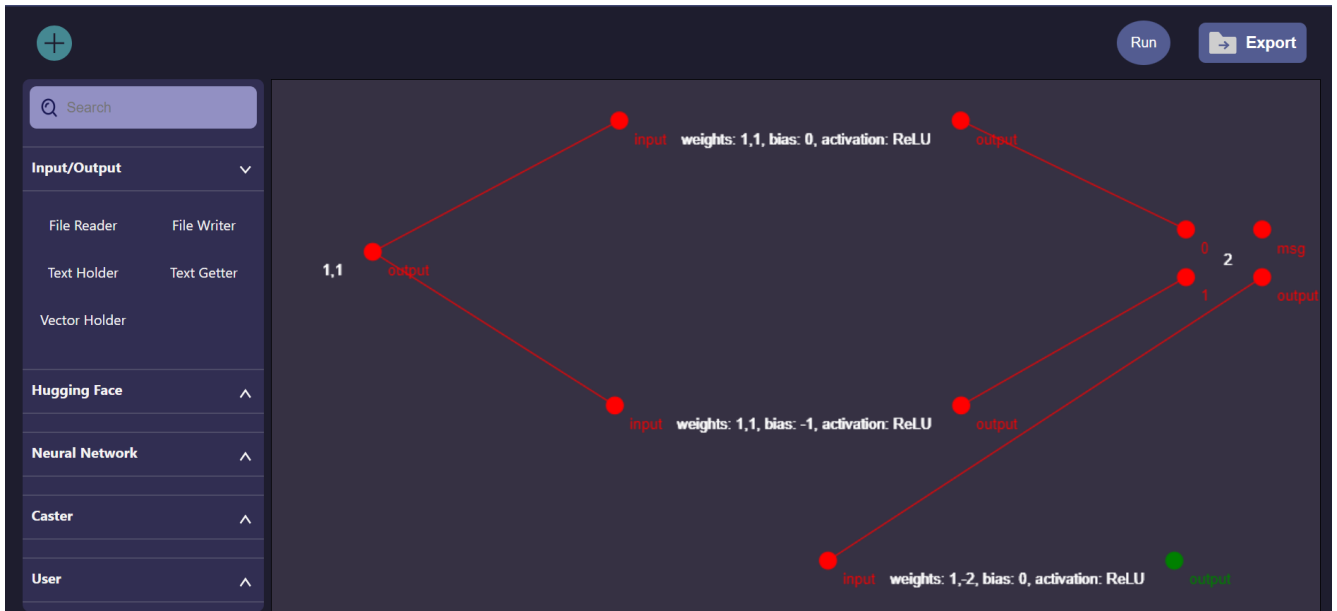 Run
Export
Search
Input/Output
File Reader
File Writer
Text Holder
Text Getter
Vector Holder
Hugging Face
Neural Network
Caster
User
1,1
output
input
weights: 1,1, bias: 0, activation: ReLU
output
0
2
msg
1
output
input
weights: 1,1, bias: -1, activation: ReLU
output
input
weights: 1,-2, bias: 0, activation: ReLU
output